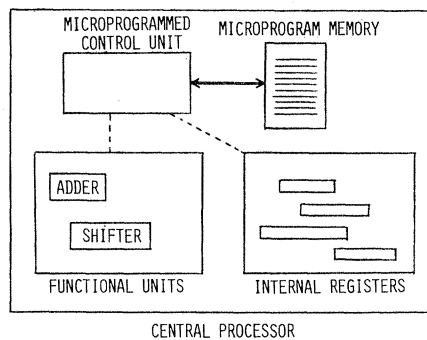 MICROPROGRAMMED
CONTROL UNIT
MICROPROGRAM MEMORY
ADDER
SHIFTER
FUNCTIONAL UNITS
INTERNAL REGISTERS
CENTRAL PROCESSOR